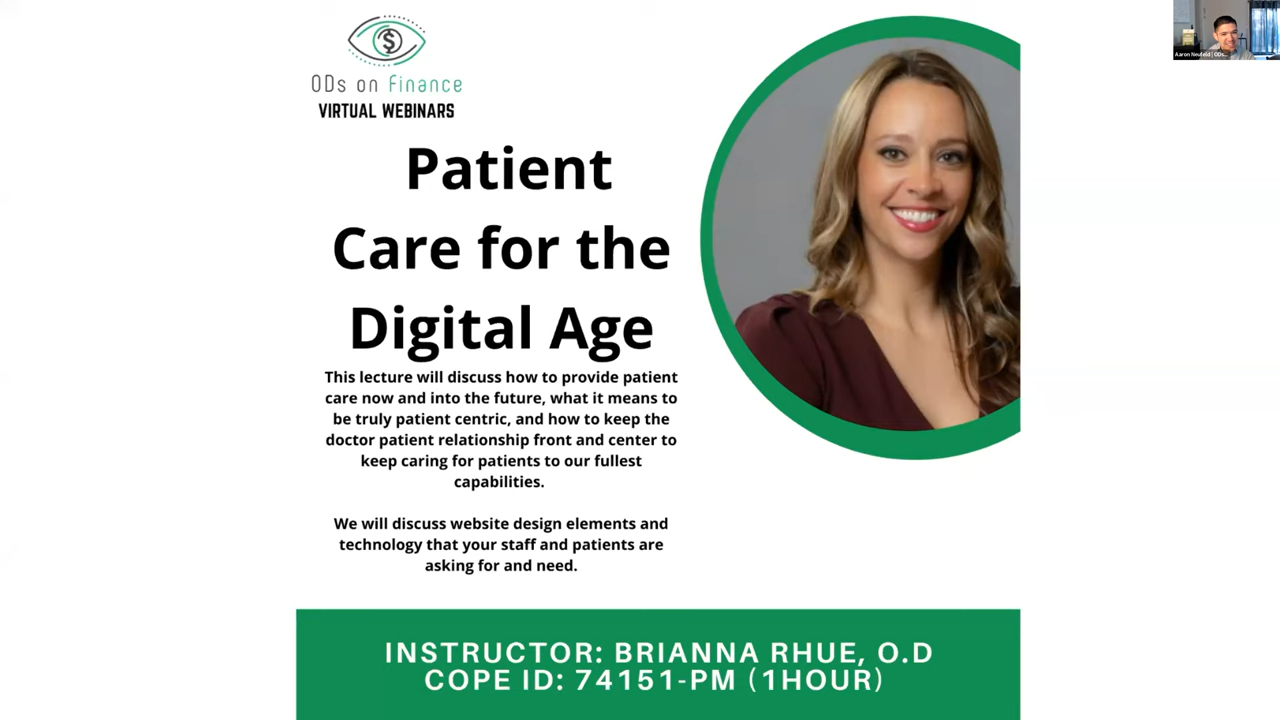 ODs on Finance
VIRTUAL WEBINARS
Patient
Care for the
Digital Age
This lecture will discuss how to provide patient
care now and into the future, what it means to
be truly patient centric, and how to keep the
doctor patient relationship front and center to
keep caring for patients to our fullest
capabilities.
We will discuss website design elements and
technology that your staff and patients are
asking for and need.
INSTRUCTOR: BRIANNA RHUE, O.D
COPE ID: 74151-PM (1HOUR)
Aaron Neufeld | ODs...